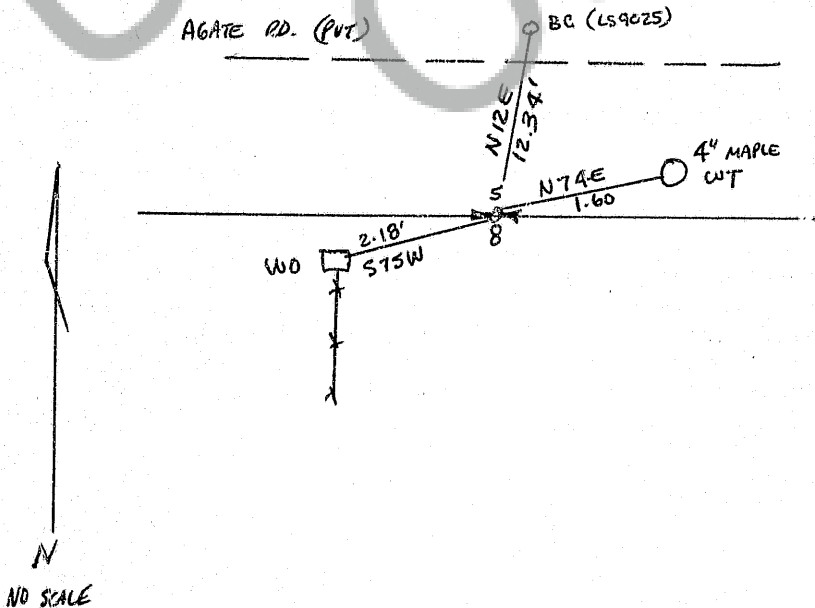 AGATE RD. (PVT)
BC (LS9025)
N12E
12.34'
4" MAPLE
WT
N74E
1.60
5
8
2.18'
S75W
WO
N
NO SCALE